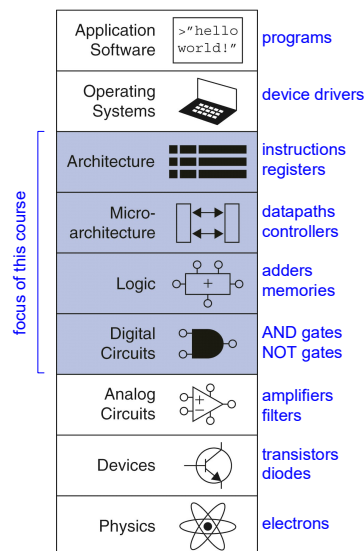 Application
Software
>"hello
world!"
programs
Operating
Systems
device drivers
focus of this course
Architecture
instructions
registers
Micro-
architecture
datapaths
controllers
Logic
+
adders
memories
Digital
Circuits
AND gates
NOT gates
Analog
Circuits
+
−
amplifiers
filters
Devices
transistors
diodes
Physics
electrons